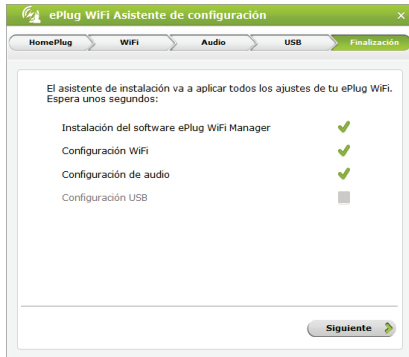 ePlug WiFi Asistente de configuración
HomePlug WiFi Audio USB Finalización
El asistente de instalación va a aplicar todos los ajustes de tu ePlug WiFi.
Espera unos segundos:
Instalación del software ePlug WiFi Manager
Configuración WiFi
Configuración de audio
Configuración USB
Siguiente